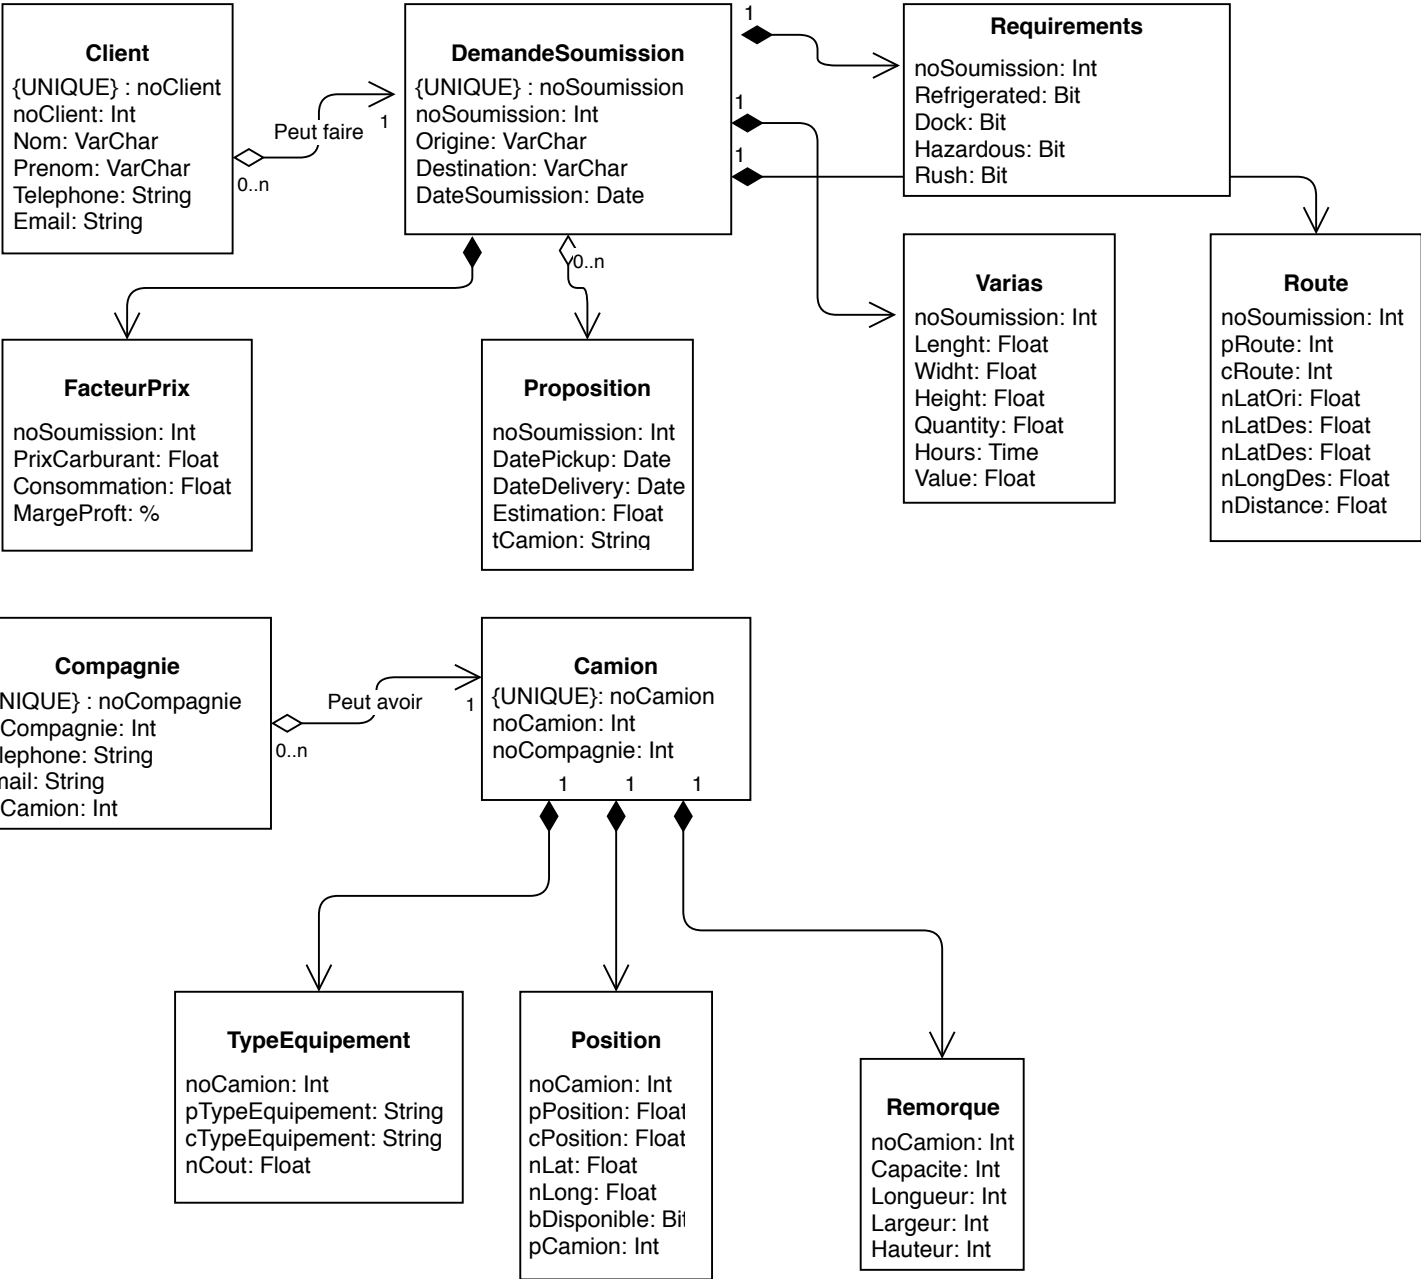 Client
{UNIQUE} : noClient
noClient: Int
Nom: VarChar
Prenom: VarChar
Telephone: String
Email: String
0..n
Peut faire
1
DemandeSoumission
{UNIQUE} : noSoumission
noSoumission: Int
Origine: VarChar
Destination: VarChar
DateSoumission: Date
1
1
1
0..n
Requirements
noSoumission: Int
Refrigerated: Bit
Dock: Bit
Hazardous: Bit
Rush: Bit
Varias
noSoumission: Int
Lenght: Float
Widht: Float
Height: Float
Quantity: Float
Hours: Time
Value: Float
Route
noSoumission: Int
pRoute: Int
cRoute: Int
nLatOri: Float
nLatDes: Float
nLatDes: Float
nLongDes: Float
nDistance: Float
FacteurPrix
noSoumission: Int
PrixCarburant: Float
Consommation: Float
MargeProft: %
Proposition
noSoumission: Int
DatePickup: Date
DateDelivery: Date
Estimation: Float
tCamion: String
Compagnie
NIQUE} : noCompagnie
Compagnie: Int
lephone: String
mail: String
Camion: Int
0..n
Peut avoir
1
Camion
{UNIQUE}: noCamion
noCamion: Int
noCompagnie: Int
1 1 1
TypeEquipement
noCamion: Int
pTypeEquipement: String
cTypeEquipement: String
nCout: Float
Position
noCamion: Int
pPosition: Float
cPosition: Float
nLat: Float
nLong: Float
bDisponible: Bit
pCamion: Int
Remorque
noCamion: Int
Capacite: Int
Longueur: Int
Largeur: Int
Hauteur: Int